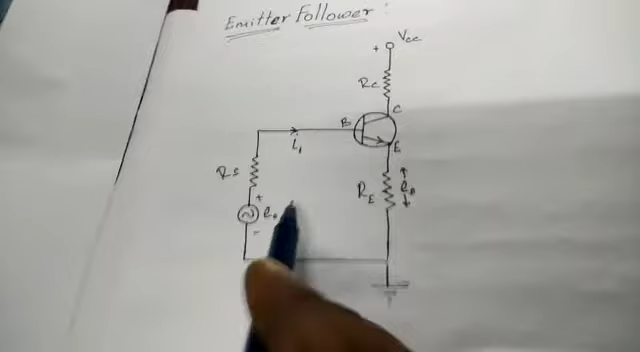 Emitter Follower:
+ Vcc
Rc
C
B
E
i₁
Rs
+
RE
-